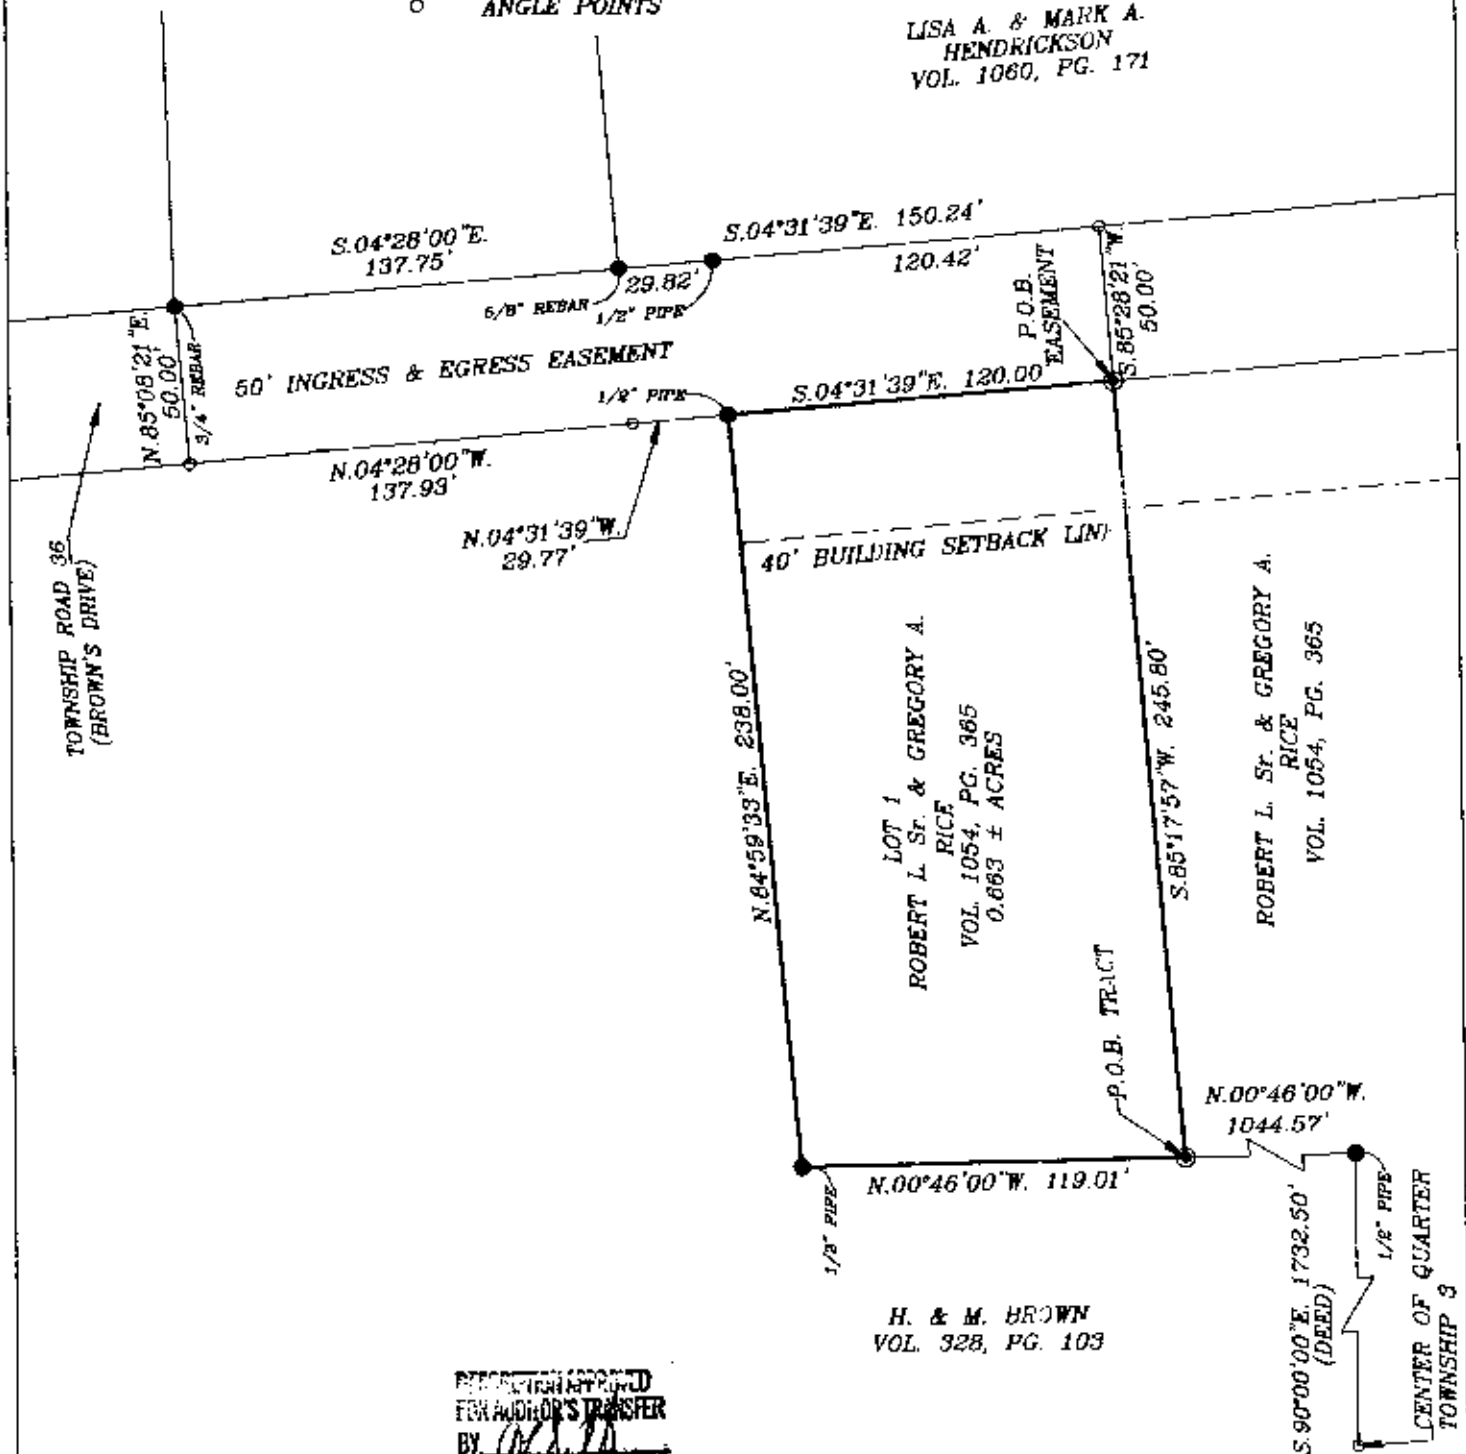 ANGLE POINTS
LISA A. & MARK A.
HENDRICKSON
VOL. 1060, PG. 171
S.04°28'00"E.
137.75'
S.04°31'39"E. 150.24'
29.82'
120.42'
5/8" REBAR
1/2" PIPE
P.O.B.
EASEMENT
S.85°28'21"W.
50.00'
N.85°08'21"E.
50.00'
3/4" REBAR
50' INGRESS & EGRESS EASEMENT
1/2" PIPE
S.04°31'39"E. 120.00'
N.04°28'00"W.
137.93'
N.04°31'39"W.
29.77'
40' BUILDING SETBACK LINE
TOWNSHIP ROAD 36
(BROWN'S DRIVE)
N.84°59'33"E. 238.00'
LOT 1
ROBERT L. Sr. & GREGORY A.
RICE
VOL. 1054, PG. 365
0.663 ± ACRES
S.85°17'57"W. 245.80'
ROBERT L. Sr. & GREGORY A.
RICE
VOL. 1054, PG. 365
P.O.B. TRACT
N.00°46'00"W.
1044.57'
N.00°46'00"W. 119.01'
1/2" PIPE
1/2" PIPE
S.90°00'00"E. 1732.50'
(DEED)
CENTER OF QUARTER
TOWNSHIP 3
H. & M. BROWN
VOL. 328, PG. 103
DESCRIPTION APPROVED
FOR AUDITOR'S TRANSFER
BY